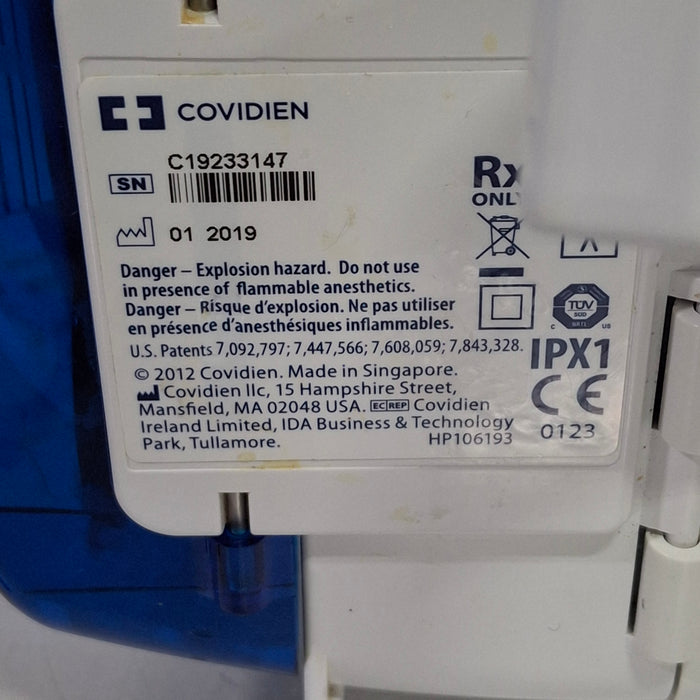 COVIDIEN
SN C19233147
01 2019
Rx
ONLY
Danger – Explosion hazard. Do not use
in presence of flammable anesthetics.
Danger – Risque d'explosion. Ne pas utiliser
en présence d'anesthésiques inflammables.
TÜV
SÜD
C US
U.S. Patents 7,092,797; 7,447,566; 7,608,059; 7,843,328.
IPX1
© 2012 Covidien. Made in Singapore.
Covidien llc, 15 Hampshire Street,
Mansfield, MA 02048 USA. EC REP Covidien
Ireland Limited, IDA Business & Technology
Park, Tullamore.
HP106193
CE
0123